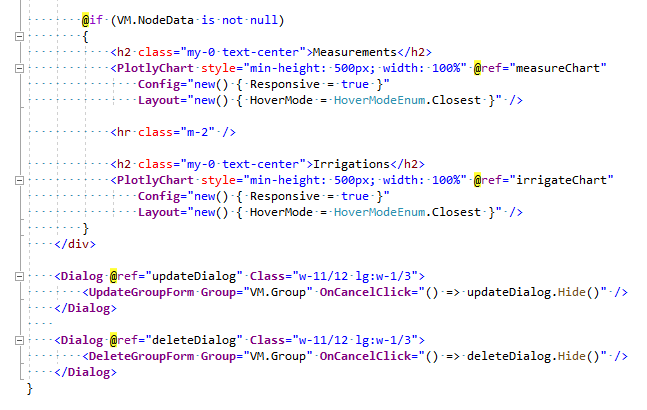 @if (VM.NodeData is not null)
{
<h2 class="my-0 text-center">Measurements</h2>
<PlotlyChart style="min-height: 500px; width: 100%" @ref="measureChart"
Config="new() { Responsive = true }"
Layout="new() { HoverMode = HoverModeEnum.Closest }" />
<hr class="m-2" />
<h2 class="my-0 text-center">Irrigations</h2>
<PlotlyChart style="min-height: 500px; width: 100%" @ref="irrigateChart"
Config="new() { Responsive = true }"
Layout="new() { HoverMode = HoverModeEnum.Closest }" />
}
</div>
<Dialog @ref="updateDialog" Class="w-11/12 lg:w-1/3">
<UpdateGroupForm Group="VM.Group" OnCancelClick="() => updateDialog.Hide()" />
</Dialog>
<Dialog @ref="deleteDialog" Class="w-11/12 lg:w-1/3">
<DeleteGroupForm Group="VM.Group" OnCancelClick="() => deleteDialog.Hide()" />
</Dialog>
}